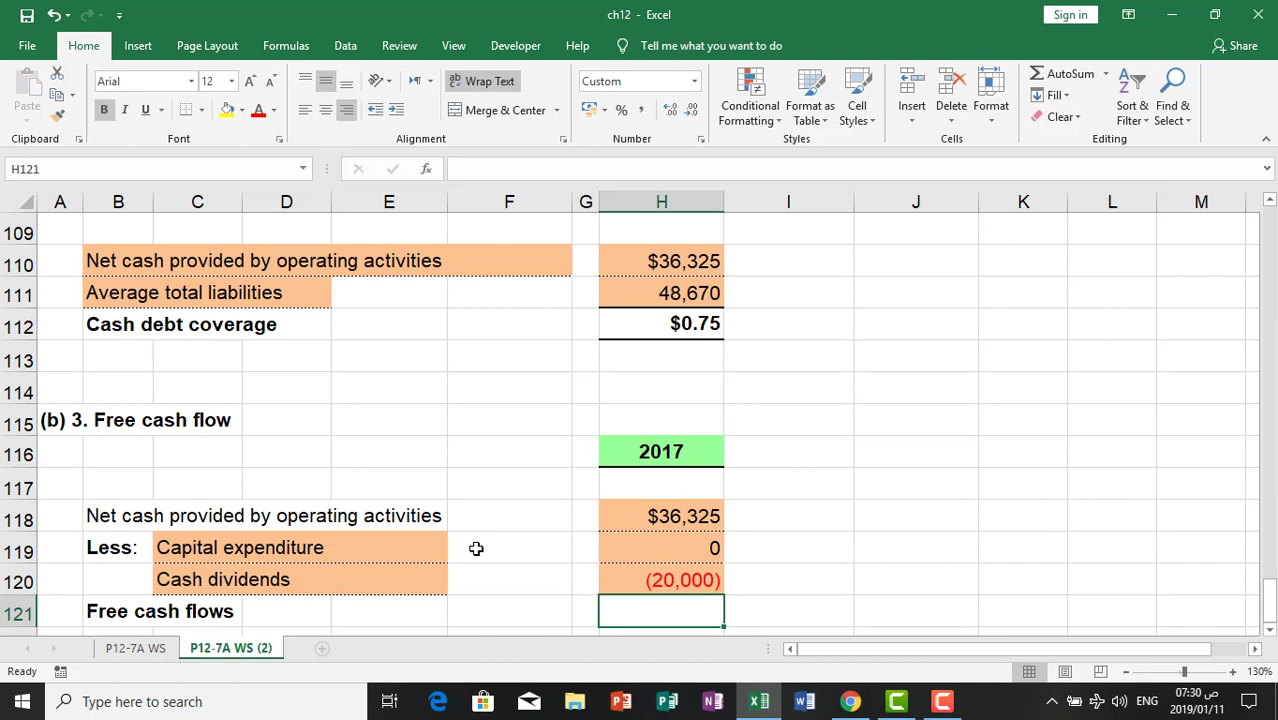 ch12 - Excel
Sign in
File Home Insert Page Layout Formulas Data Review View Developer Help Tell me what you want to do Share
Paste
Arial 12
B I U
Wrap Text
Merge & Center
Custom
Conditional Formatting
Format as Table
Cell Styles
Insert
Delete
Format
AutoSum
Fill
Clear
Sort & Filter
Find & Select
Clipboard Font Alignment Number Styles Cells Editing
H121
fx
A B C D E F G H I J K L M
109
110 Net cash provided by operating activities $36,325
111 Average total liabilities 48,670
112 Cash debt coverage $0.75
113
114
115 (b) 3. Free cash flow
116 2017
117
118 Net cash provided by operating activities $36,325
119 Less: Capital expenditure 0
120 Cash dividends (20,000)
121 Free cash flows
P12-7A WS P12-7A WS (2)
Ready
130%
Type here to search
ENG
07:30 ص
2019/01/11